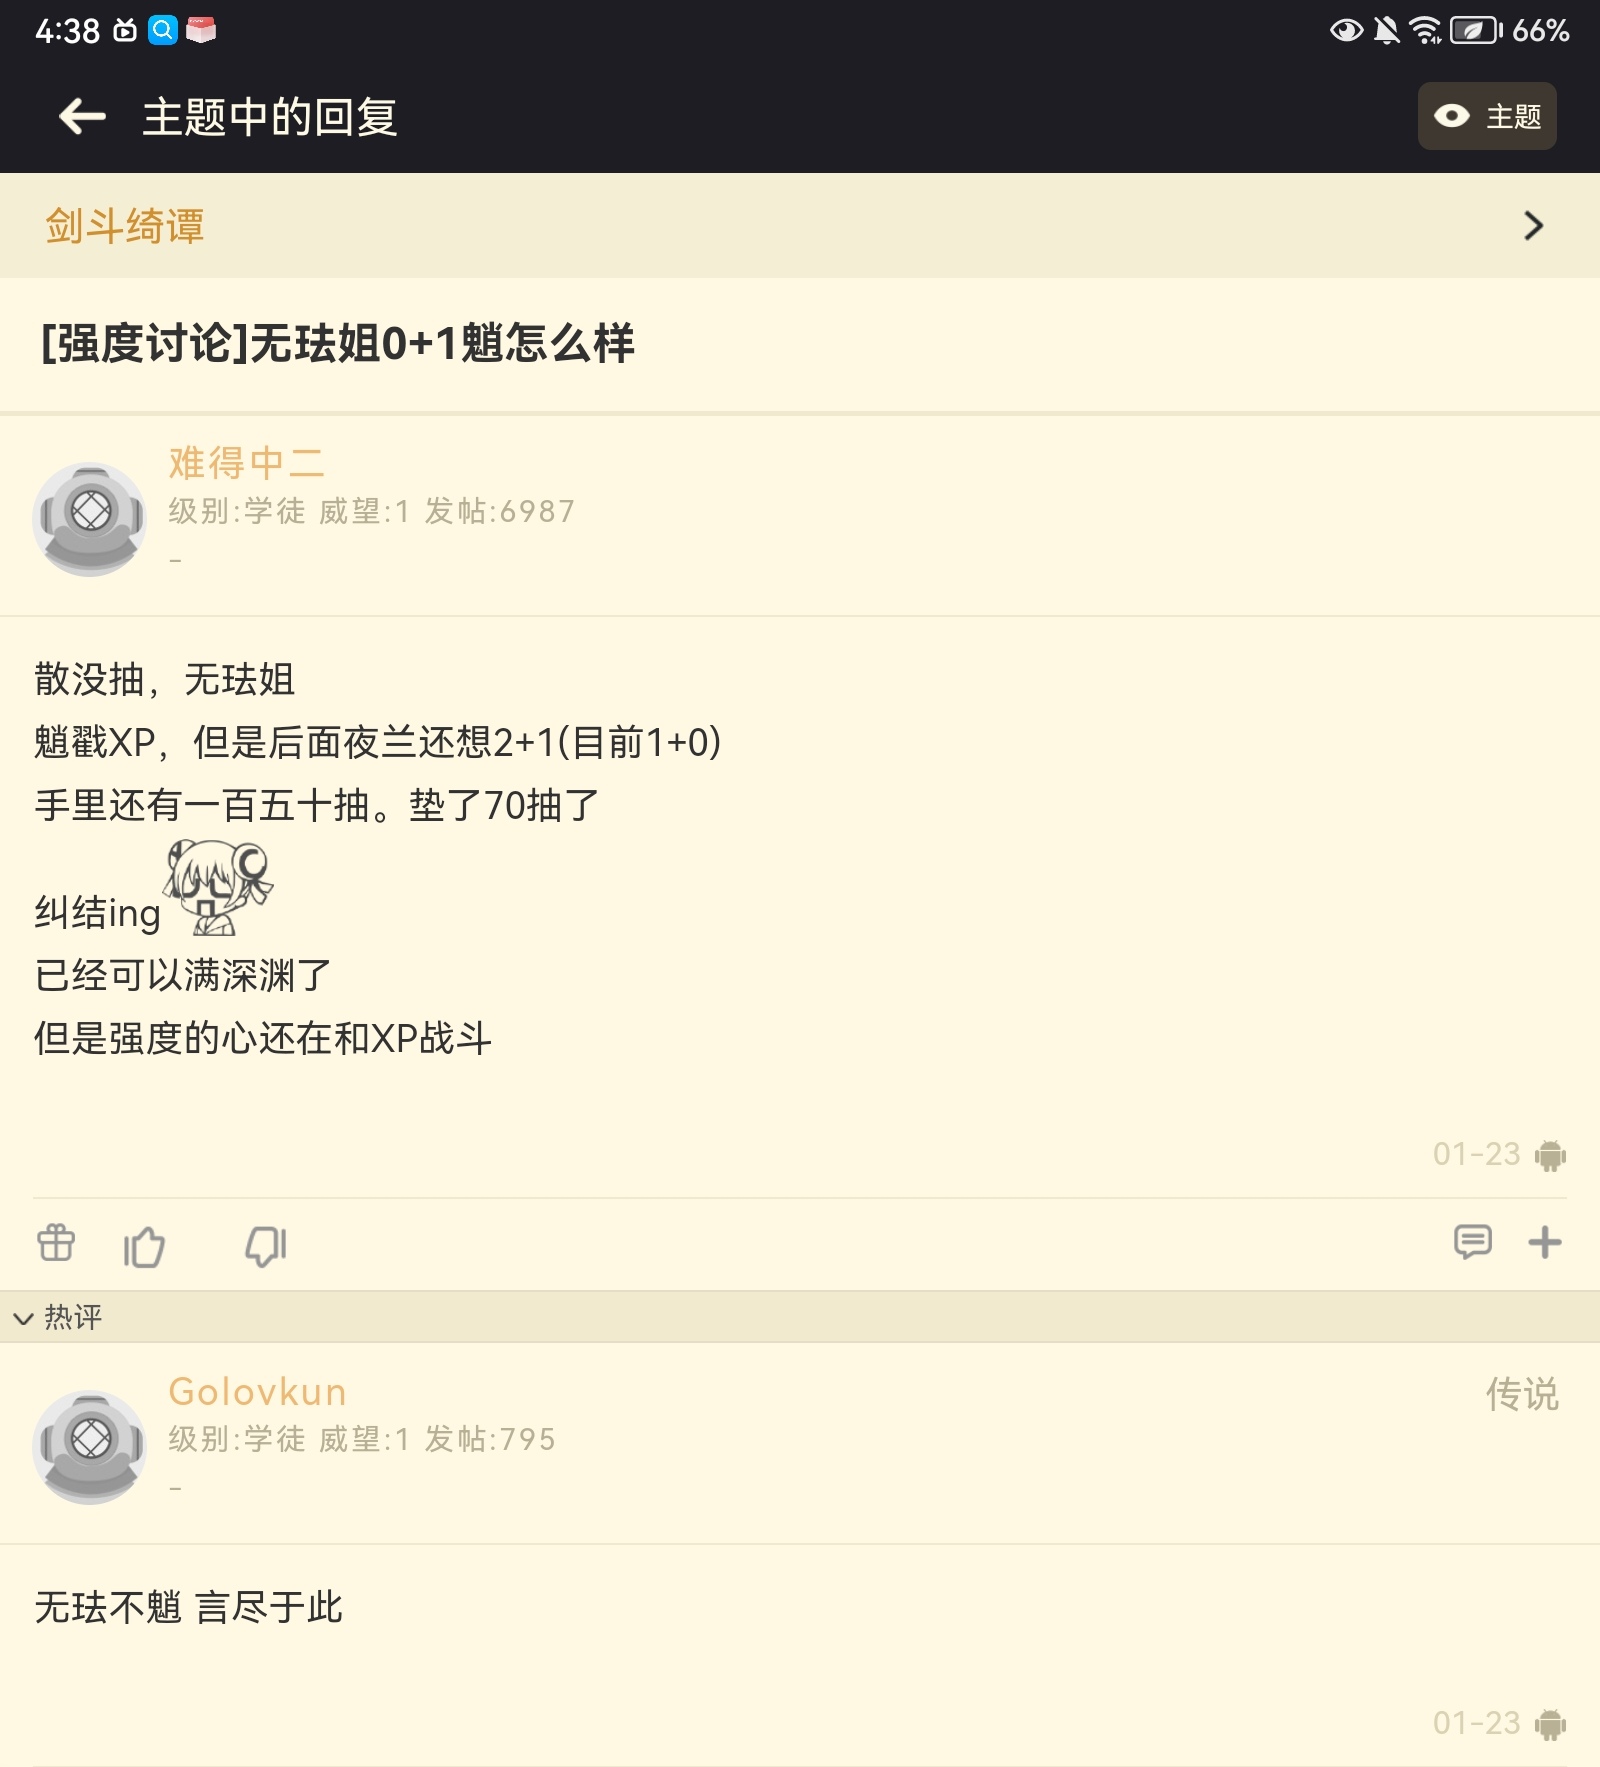 4:38
66%
主题中的回复
主题
剑斗绮谭
[强度讨论]无珐姐0+1魈怎么样
难得中二
级别:学徒 威望:1 发帖:6987
-
散没抽，无珐姐
魈戳XP，但是后面夜兰还想2+1(目前1+0)
手里还有一百五十抽。垫了70抽了
纠结ing
已经可以满深渊了
但是强度的心还在和XP战斗
01-23
热评
Golovkun
传说
级别:学徒 威望:1 发帖:795
-
无珐不魈 言尽于此
01-23